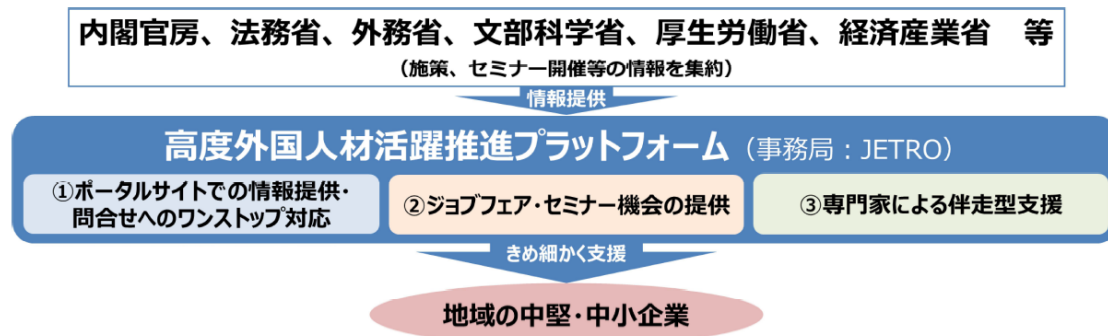 内閣官房、法務省、外務省、文部科学省、厚生労働省、経済産業省　等
（施策、セミナー開催等の情報を集約）
情報提供
高度外国人材活躍推進プラットフォーム（事務局：JETRO）
①ポータルサイトでの情報提供・
問合せへのワンストップ対応
②ジョブフェア・セミナー機会の提供
③専門家による伴走型支援
きめ細かく支援
地域の中堅・中小企業